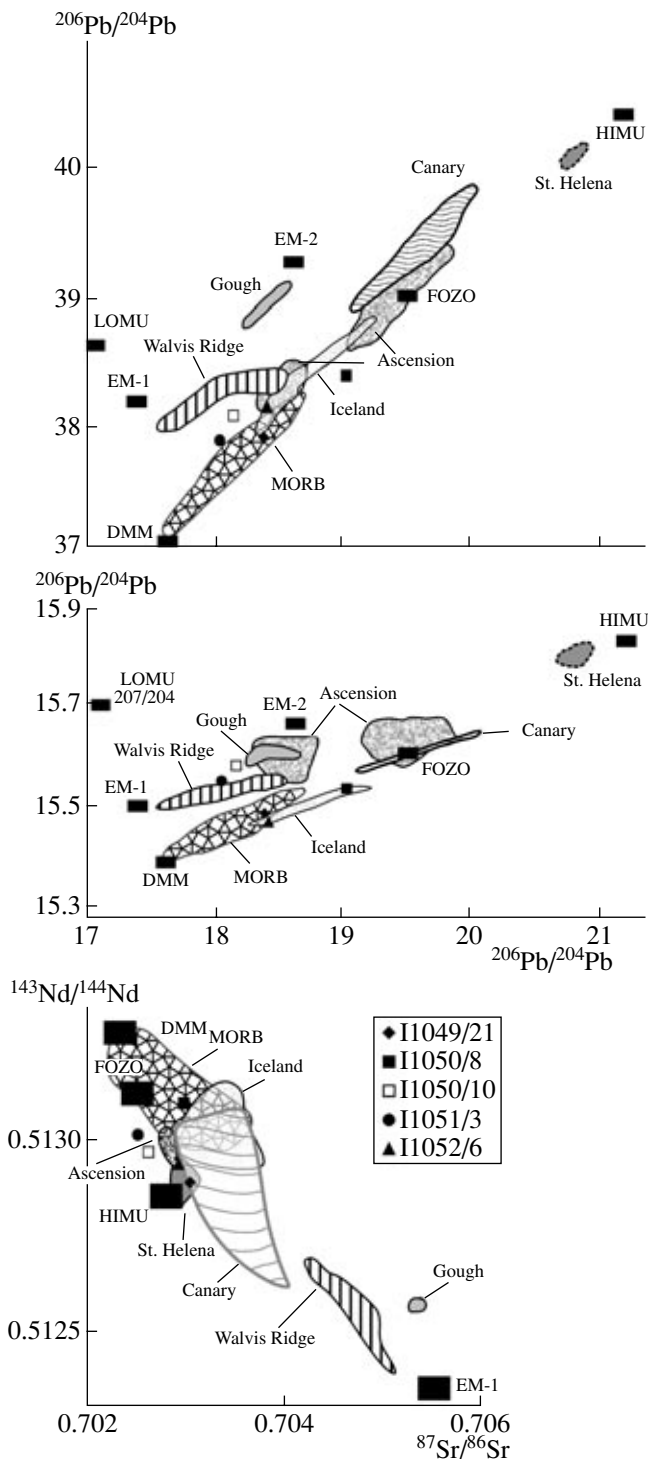 206Pb/204Pb
HIMU
40
St. Helena
Canary
EM-2
Gough
39
FOZO
LOMU
Walvis Ridge
Ascension
EM-1
Iceland
38
MORB
DMM
37
206Pb/204Pb
15.9
HIMU
LOMU
207/204
St. Helena
15.7
EM-2
Ascension
Gough
Canary
Walvis Ridge
FOZO
EM-1
15.5
Iceland
DMM
MORB
15.3
17 18 19 20 21
206Pb/204Pb
143Nd/144Nd
DMM
MORB
I1049/21
Iceland
I1050/8
FOZO
I1050/10
I1051/3
0.5130
I1052/6
Ascension
HIMU
St. Helena
Canary
Gough
Walvis Ridge
0.5125
EM-1
0.702 0.704 0.706
87Sr/86Sr